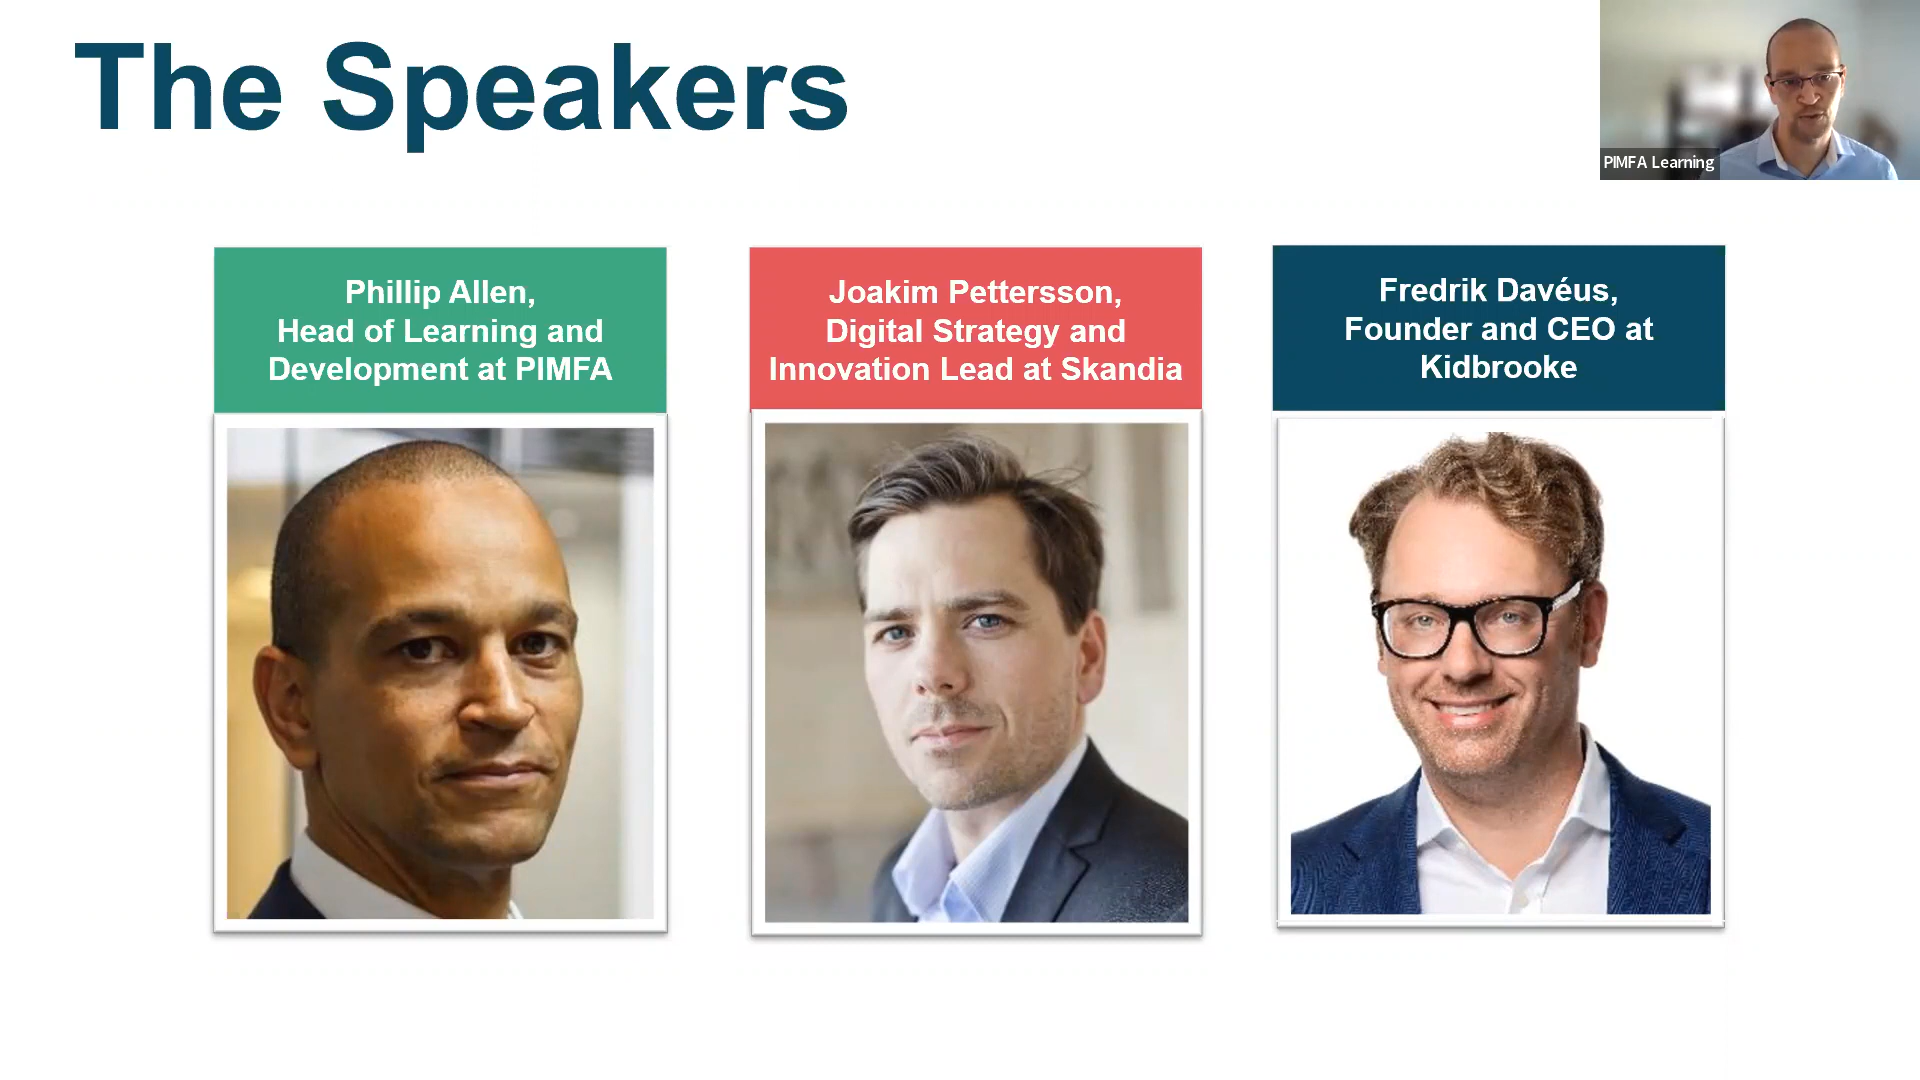 The Speakers
PIMFA Learning
Phillip Allen,
Head of Learning and
Development at PIMFA
Joakim Pettersson,
Digital Strategy and
Innovation Lead at Skandia
Fredrik Davéus,
Founder and CEO at
Kidbrooke